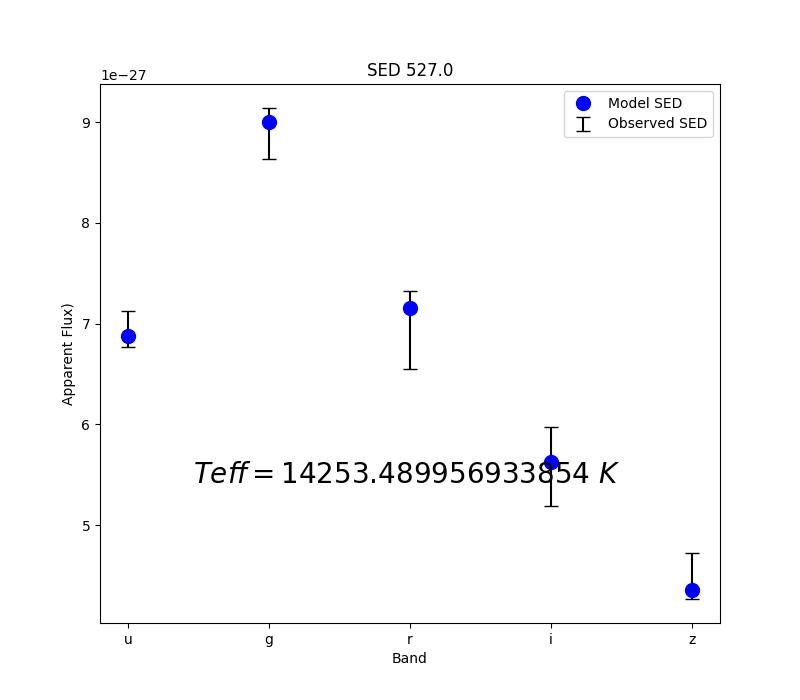 SED 527.0
1e−27
Model SED
Observed SED
9
8
7
6
5
Apparent Flux)
Teff = 14253.489956933854 K
u g r i z
Band